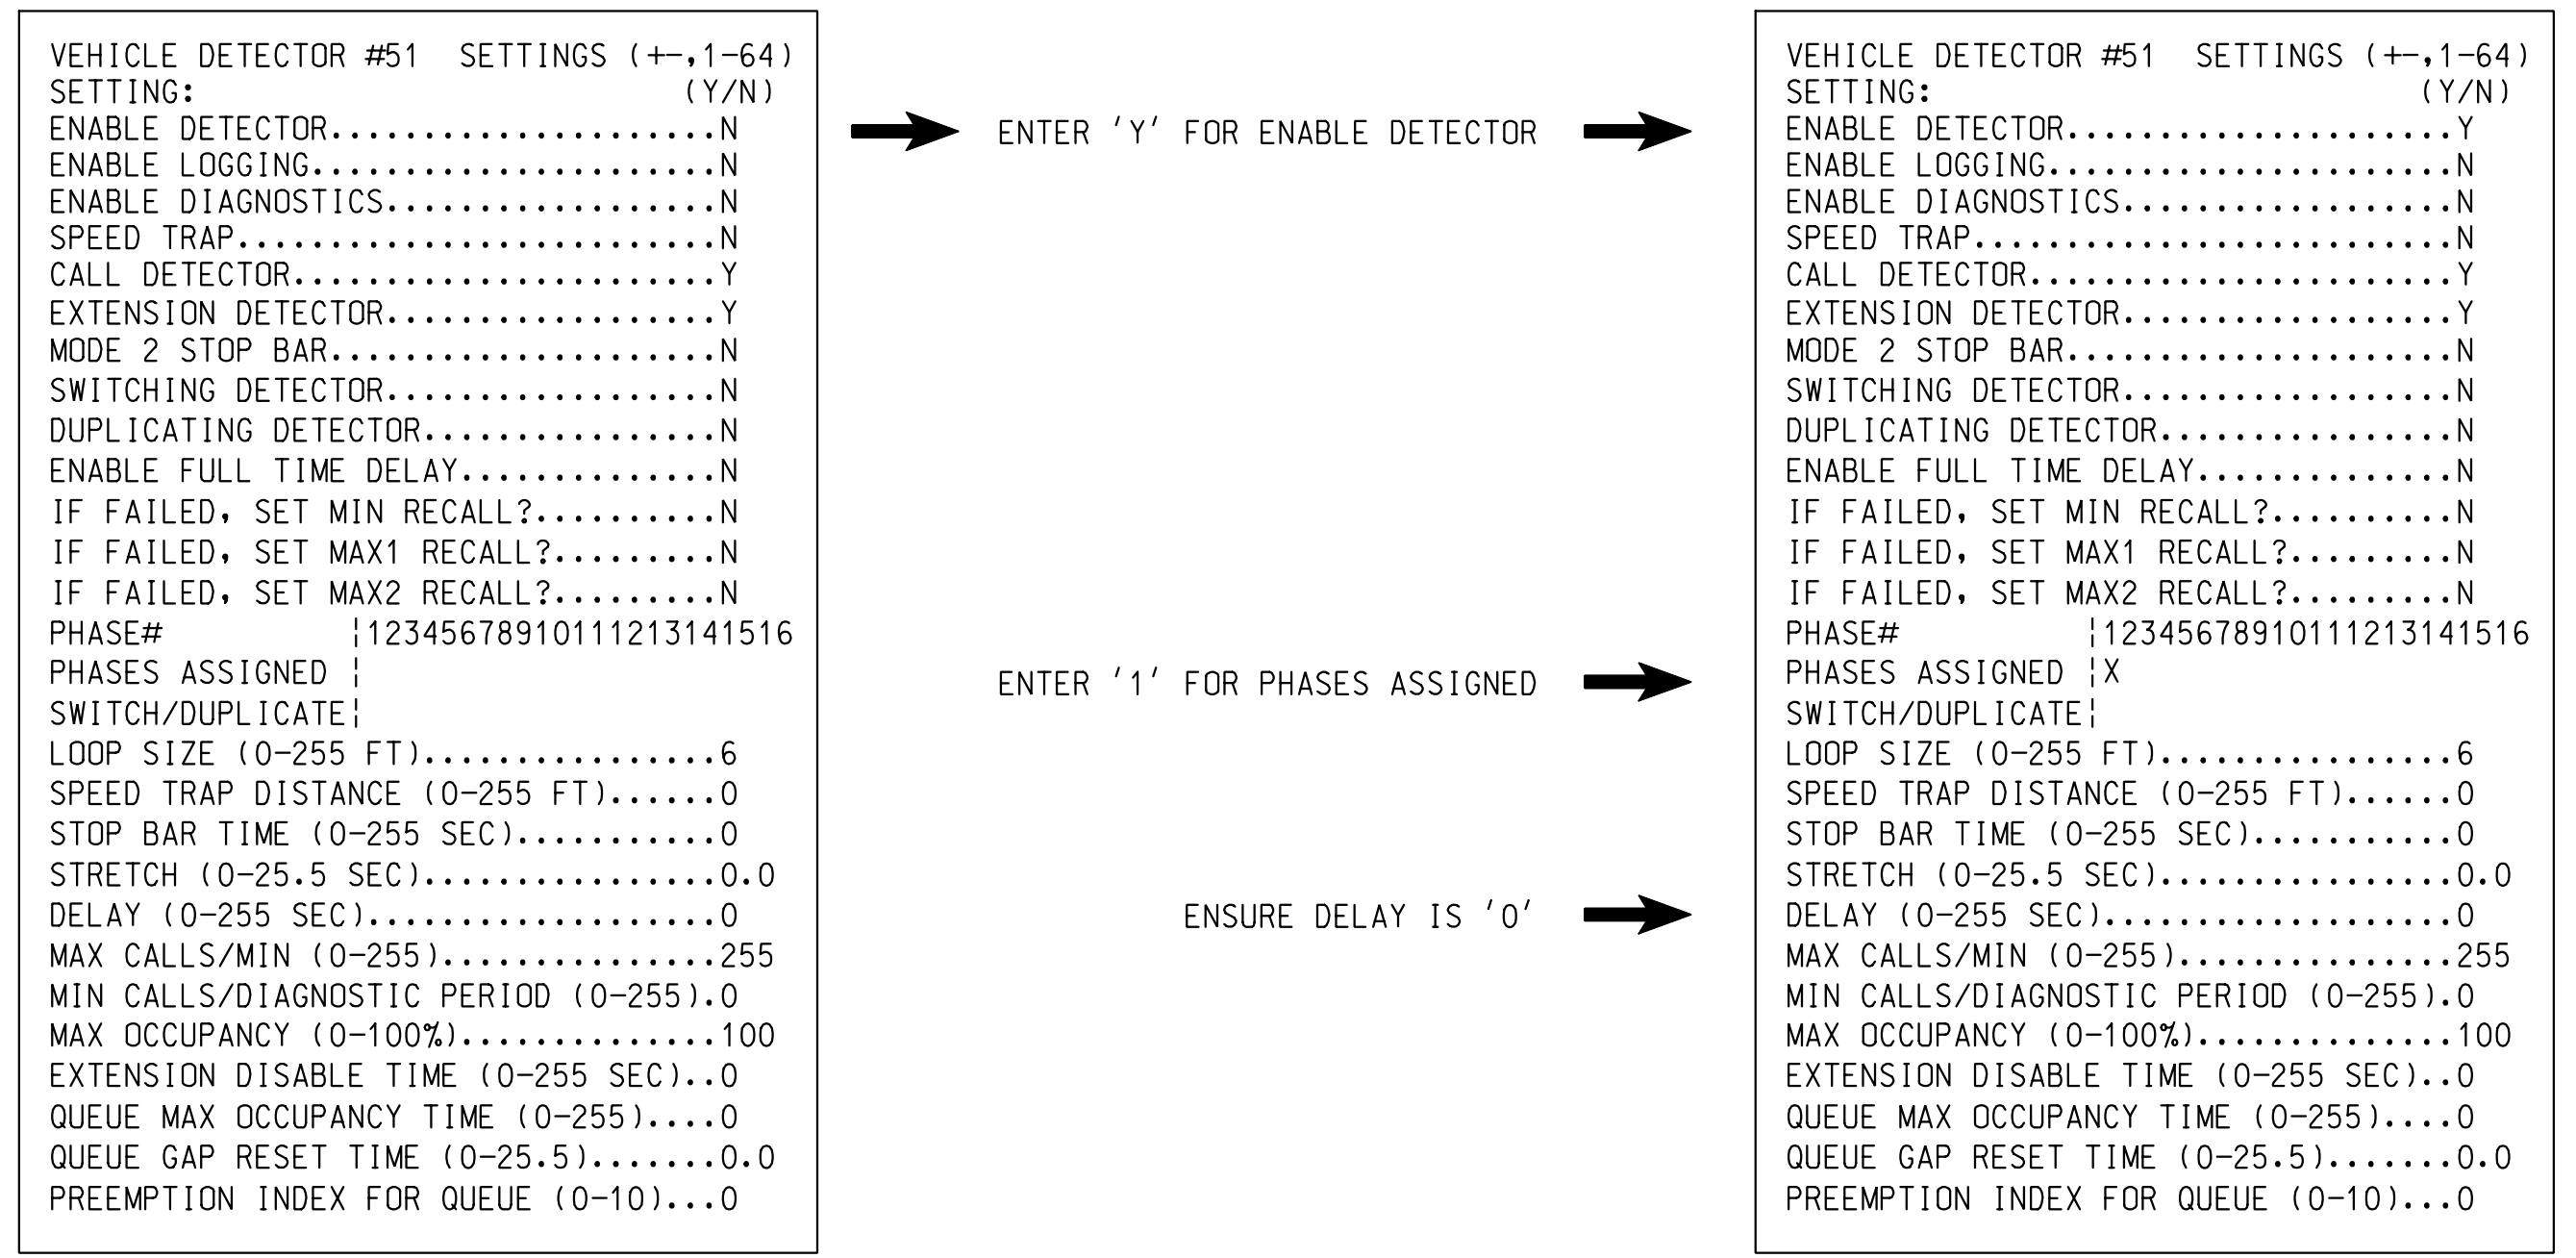 VEHICLE DETECTOR #51  SETTINGS (+-,1-64)
SETTING:                          (Y/N)
ENABLE DETECTOR.....................N
ENABLE LOGGING......................N
ENABLE DIAGNOSTICS..................N
SPEED TRAP..........................N
CALL DETECTOR.......................Y
EXTENSION DETECTOR..................Y
MODE 2 STOP BAR.....................N
SWITCHING DETECTOR..................N
DUPLICATING DETECTOR................N
ENABLE FULL TIME DELAY..............N
IF FAILED, SET MIN RECALL?..........N
IF FAILED, SET MAX1 RECALL?.........N
IF FAILED, SET MAX2 RECALL?.........N
PHASE#          ¦12345678910111213141516
PHASES ASSIGNED ¦
SWITCH/DUPLICATE¦
LOOP SIZE (0-255 FT)................6
SPEED TRAP DISTANCE (0-255 FT)......0
STOP BAR TIME (0-255 SEC)...........0
STRETCH (0-25.5 SEC)................0.0
DELAY (0-255 SEC)...................0
MAX CALLS/MIN (0-255)...............255
MIN CALLS/DIAGNOSTIC PERIOD (0-255).0
MAX OCCUPANCY (0-100%)..............100
EXTENSION DISABLE TIME (0-255 SEC)..0
QUEUE MAX OCCUPANCY TIME (0-255)....0
QUEUE GAP RESET TIME (0-25.5).......0.0
PREEMPTION INDEX FOR QUEUE (0-10)...0
ENTER 'Y' FOR ENABLE DETECTOR
ENTER '1' FOR PHASES ASSIGNED
ENSURE DELAY IS '0'
VEHICLE DETECTOR #51  SETTINGS (+-,1-64)
SETTING:                          (Y/N)
ENABLE DETECTOR.....................Y
ENABLE LOGGING......................N
ENABLE DIAGNOSTICS..................N
SPEED TRAP..........................N
CALL DETECTOR.......................Y
EXTENSION DETECTOR..................Y
MODE 2 STOP BAR.....................N
SWITCHING DETECTOR..................N
DUPLICATING DETECTOR................N
ENABLE FULL TIME DELAY..............N
IF FAILED, SET MIN RECALL?..........N
IF FAILED, SET MAX1 RECALL?.........N
IF FAILED, SET MAX2 RECALL?.........N
PHASE#          ¦12345678910111213141516
PHASES ASSIGNED ¦X
SWITCH/DUPLICATE¦
LOOP SIZE (0-255 FT)................6
SPEED TRAP DISTANCE (0-255 FT)......0
STOP BAR TIME (0-255 SEC)...........0
STRETCH (0-25.5 SEC)................0.0
DELAY (0-255 SEC)...................0
MAX CALLS/MIN (0-255)...............255
MIN CALLS/DIAGNOSTIC PERIOD (0-255).0
MAX OCCUPANCY (0-100%)..............100
EXTENSION DISABLE TIME (0-255 SEC)..0
QUEUE MAX OCCUPANCY TIME (0-255)....0
QUEUE GAP RESET TIME (0-25.5).......0.0
PREEMPTION INDEX FOR QUEUE (0-10)...0